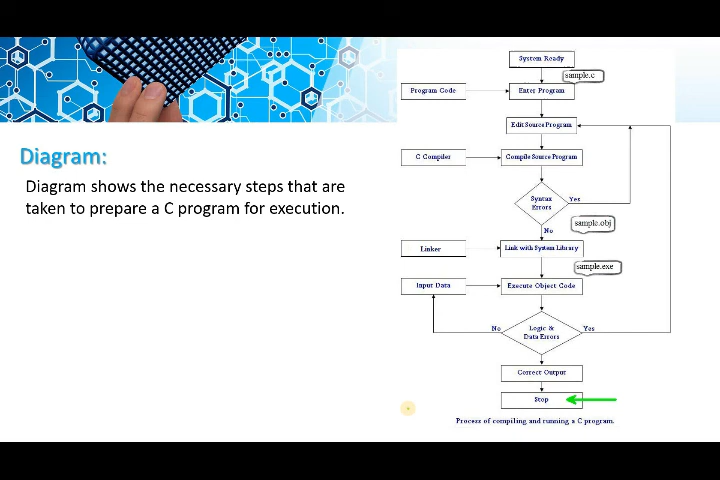 Diagram:
Diagram shows the necessary steps that are
taken to prepare a C program for execution.
System Ready
sample.c
Program Code
Enter Program
Edit Source Program
C Compiler
Compile Source Program
Syntax
Errors
Yes
No
sample.obj
Linker
Link with System Library
sample.exe
Input Data
Execute Object Code
No
Logic &
Data Errors
Yes
Correct Output
Stop
Process of compiling and running a C program.